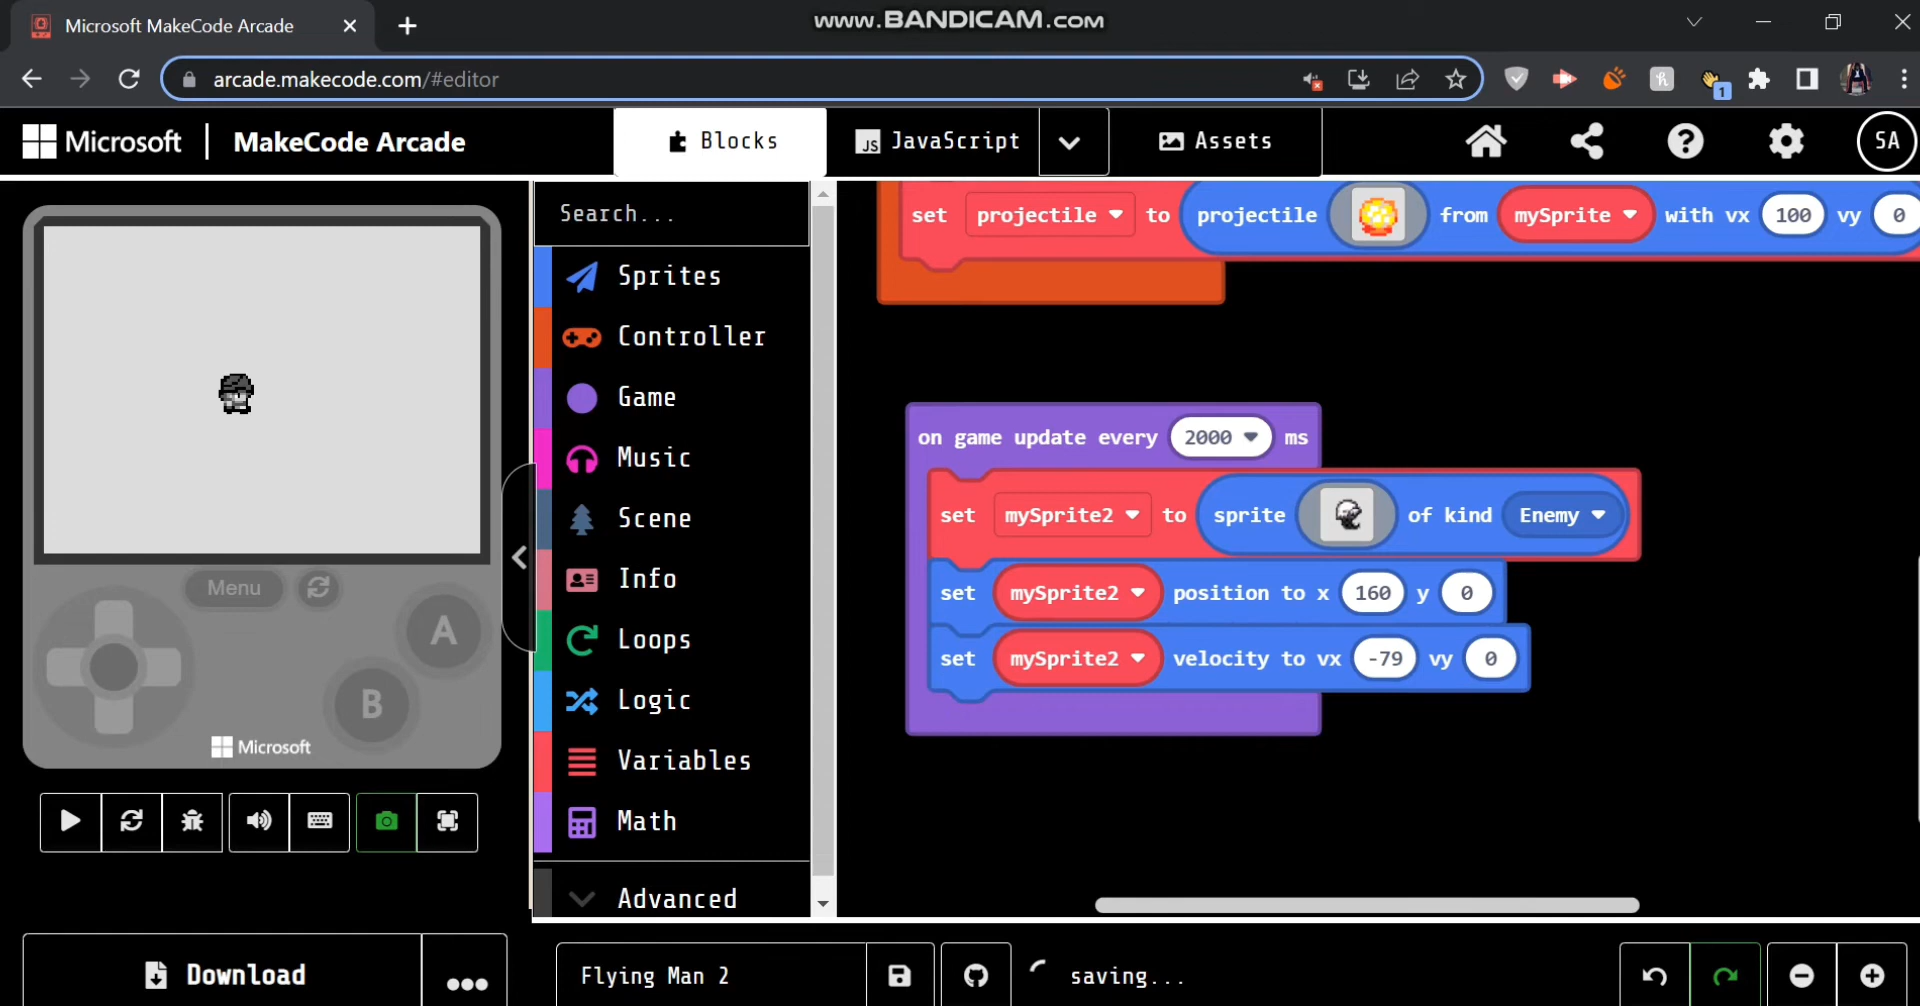 Microsoft MakeCode Arcade
www.BANDICAM.com
arcade.makecode.com/#editor
1
Microsoft
MakeCode Arcade
Blocks
JS JavaScript
Assets
SA
Search...
Sprites
Controller
Game
Music
Scene
Info
Loops
Logic
Variables
Math
Advanced
Menu
A
B
Microsoft
set projectile to projectile from mySprite with vx 100 vy 0
on game update every 2000 ms
set mySprite2 to sprite of kind Enemy
set mySprite2 position to x 160 y 0
set mySprite2 velocity to vx -79 vy 0
Download
Flying Man 2
saving...